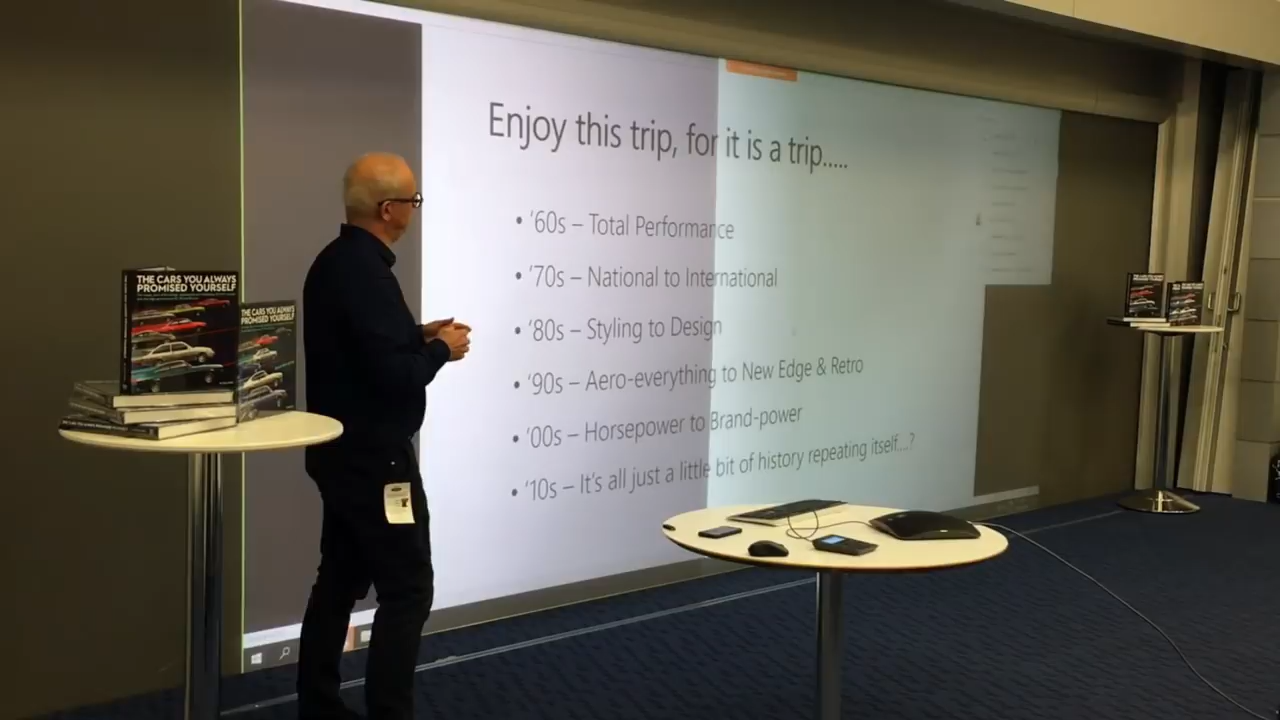 Enjoy this trip, for it is a trip.....
• '60s – Total Performance
• '70s – National to International
• '80s – Styling to Design
• '90s – Aero-everything to New Edge & Retro
• '00s – Horsepower to Brand-power
• '10s – It's all just a little bit of history repeating itself....?
THE CARS YOU ALWAYS
PROMISED YOURSELF
THE CARS YOU ALWAYS
PROMISED YOURSELF